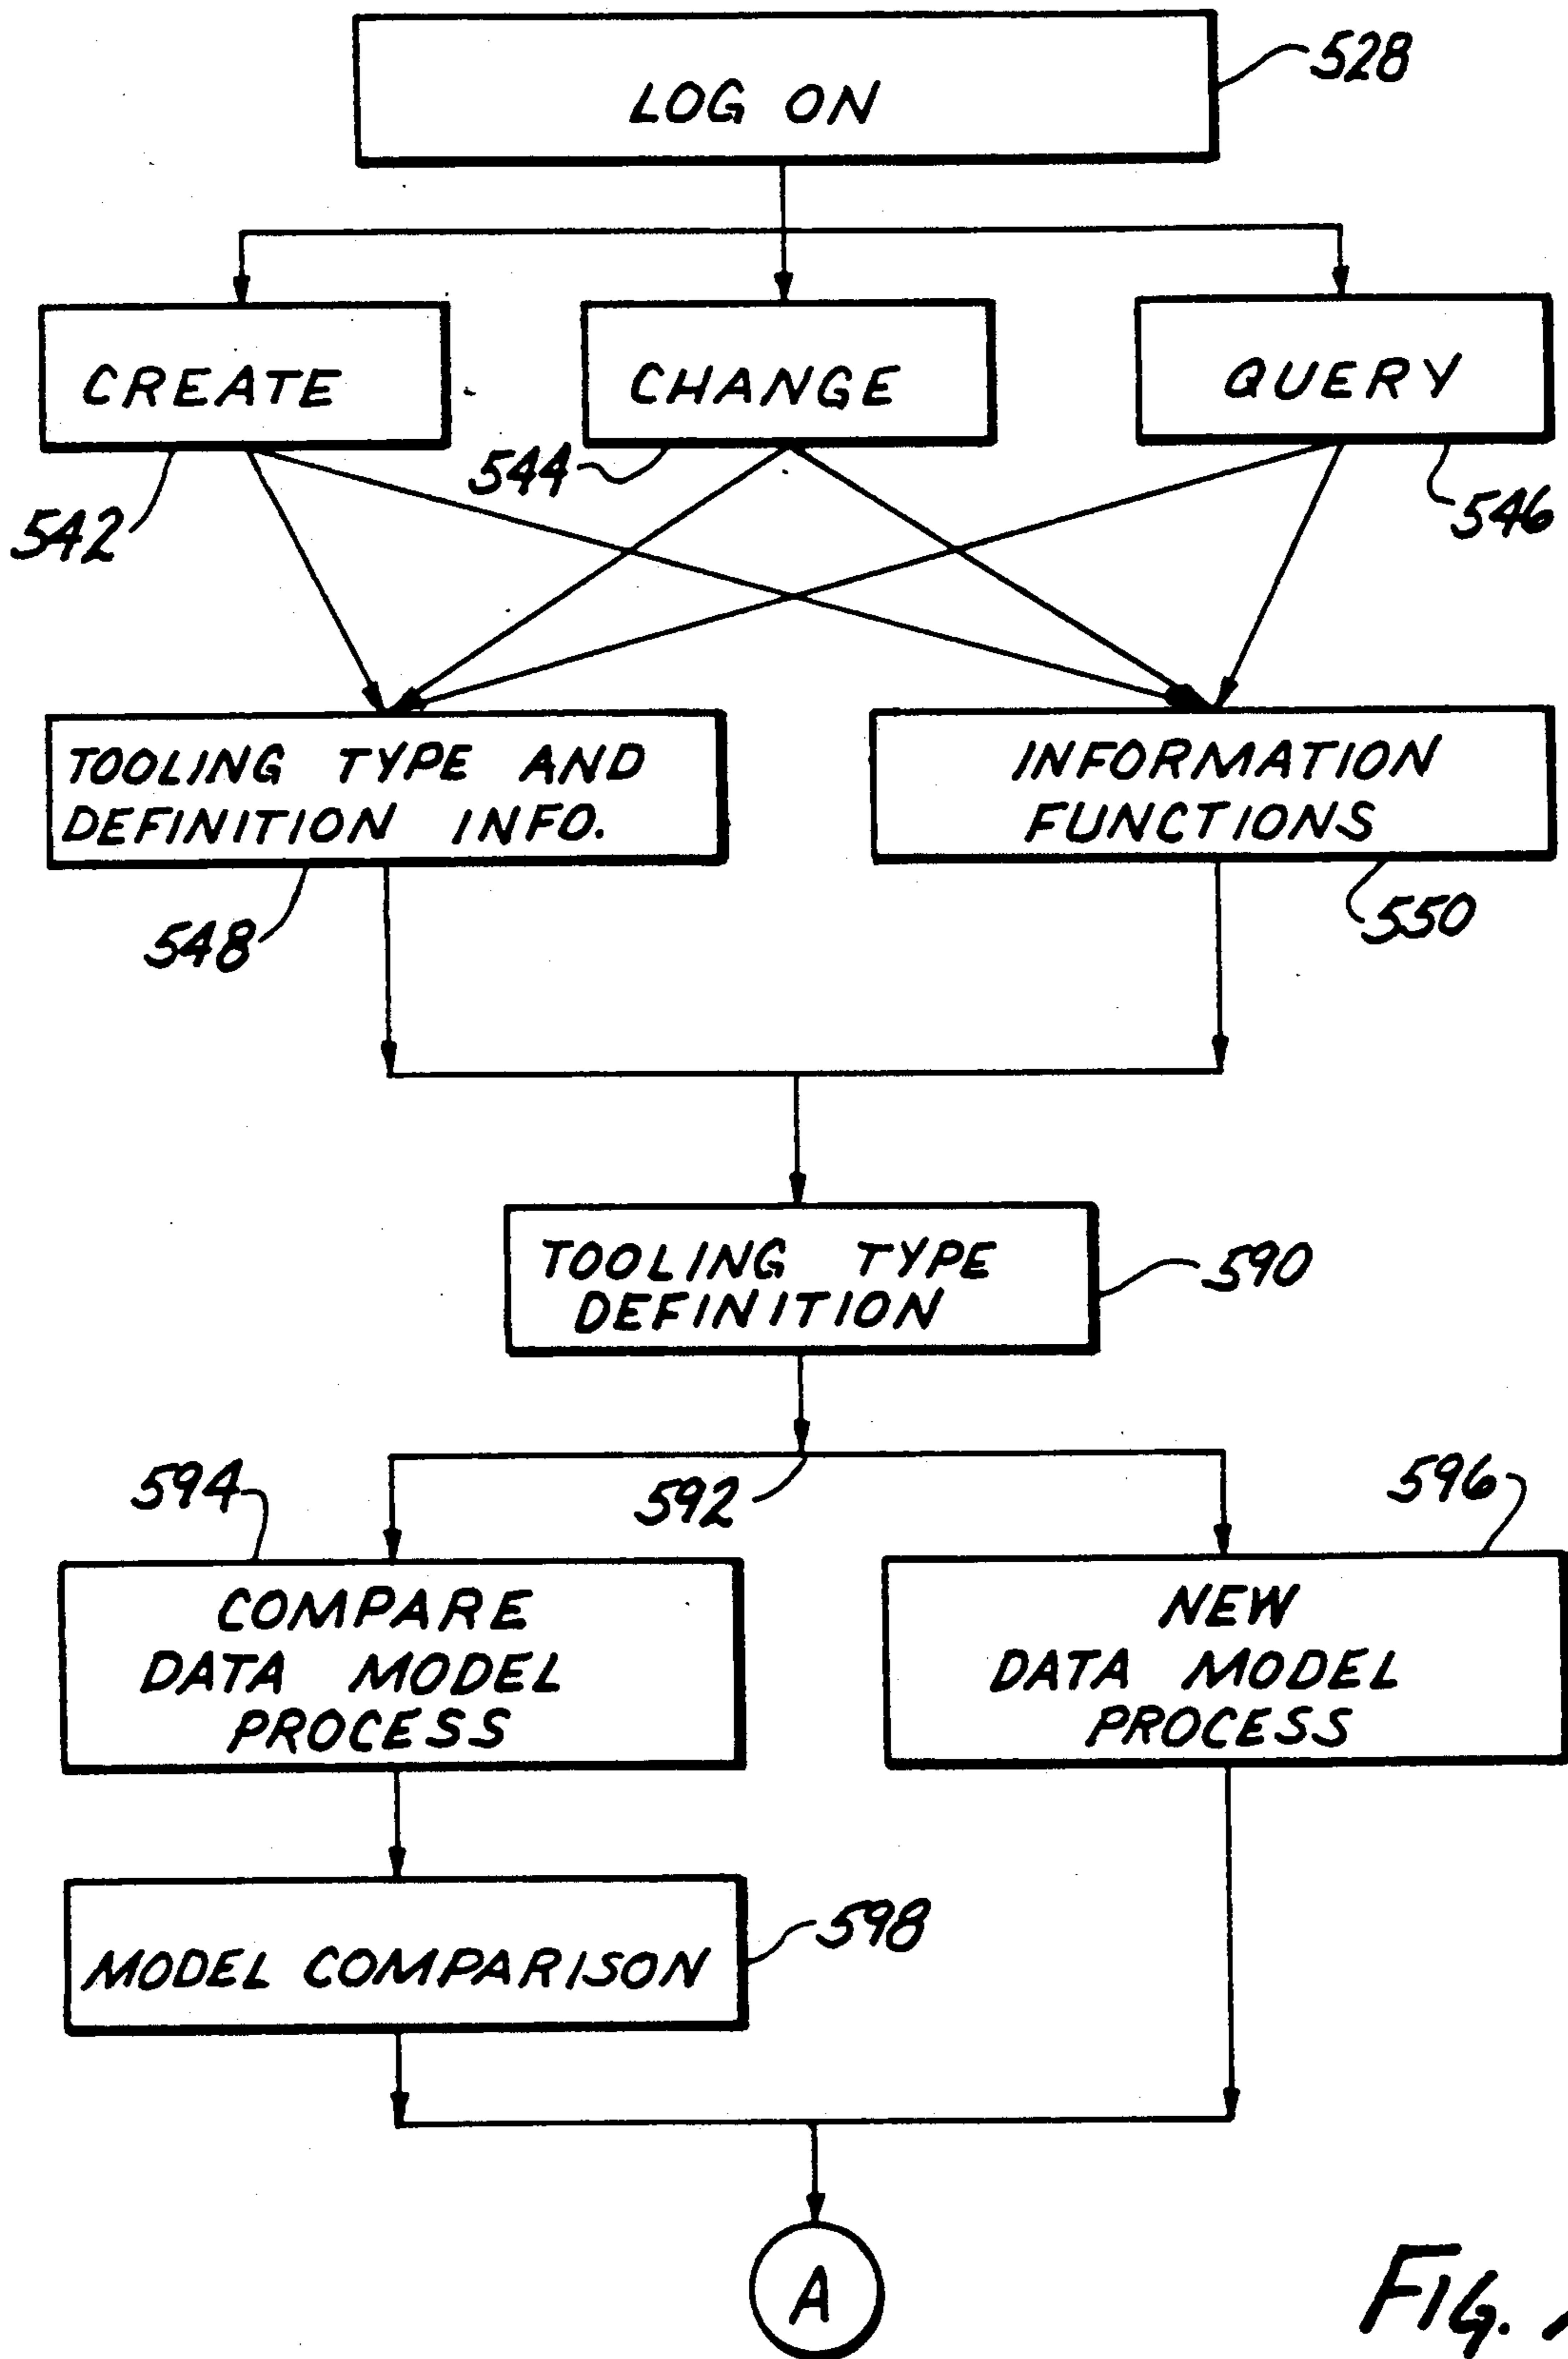 LOG ON
528
CREATE
CHANGE
QUERY
542
544
546
TOOLING TYPE AND
DEFINITION INFO.
INFORMATION
FUNCTIONS
548
550
TOOLING TYPE
DEFINITION
590
594
592
596
COMPARE
DATA MODEL
PROCESS
NEW
DATA MODEL
PROCESS
MODEL COMPARISON
598
A
FIG.